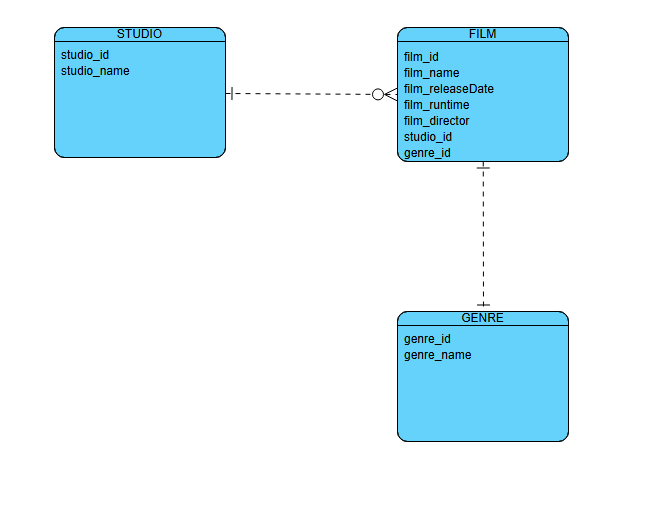 STUDIO
studio_id
studio_name
FILM
film_id
film_name
film_releaseDate
film_runtime
film_director
studio_id
genre_id
GENRE
genre_id
genre_name